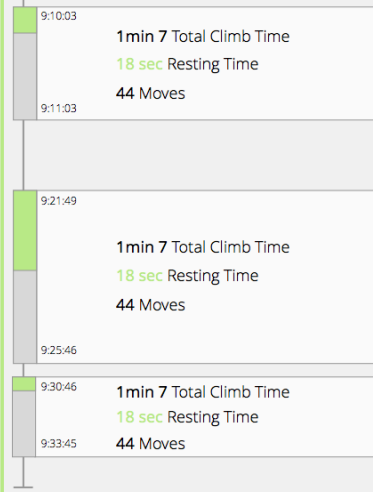 9:10:03
1min 7 Total Climb Time
18 sec Resting Time
44 Moves
9:11:03
9:21:49
1min 7 Total Climb Time
18 sec Resting Time
44 Moves
9:25:46
9:30:46
1min 7 Total Climb Time
18 sec Resting Time
44 Moves
9:33:45